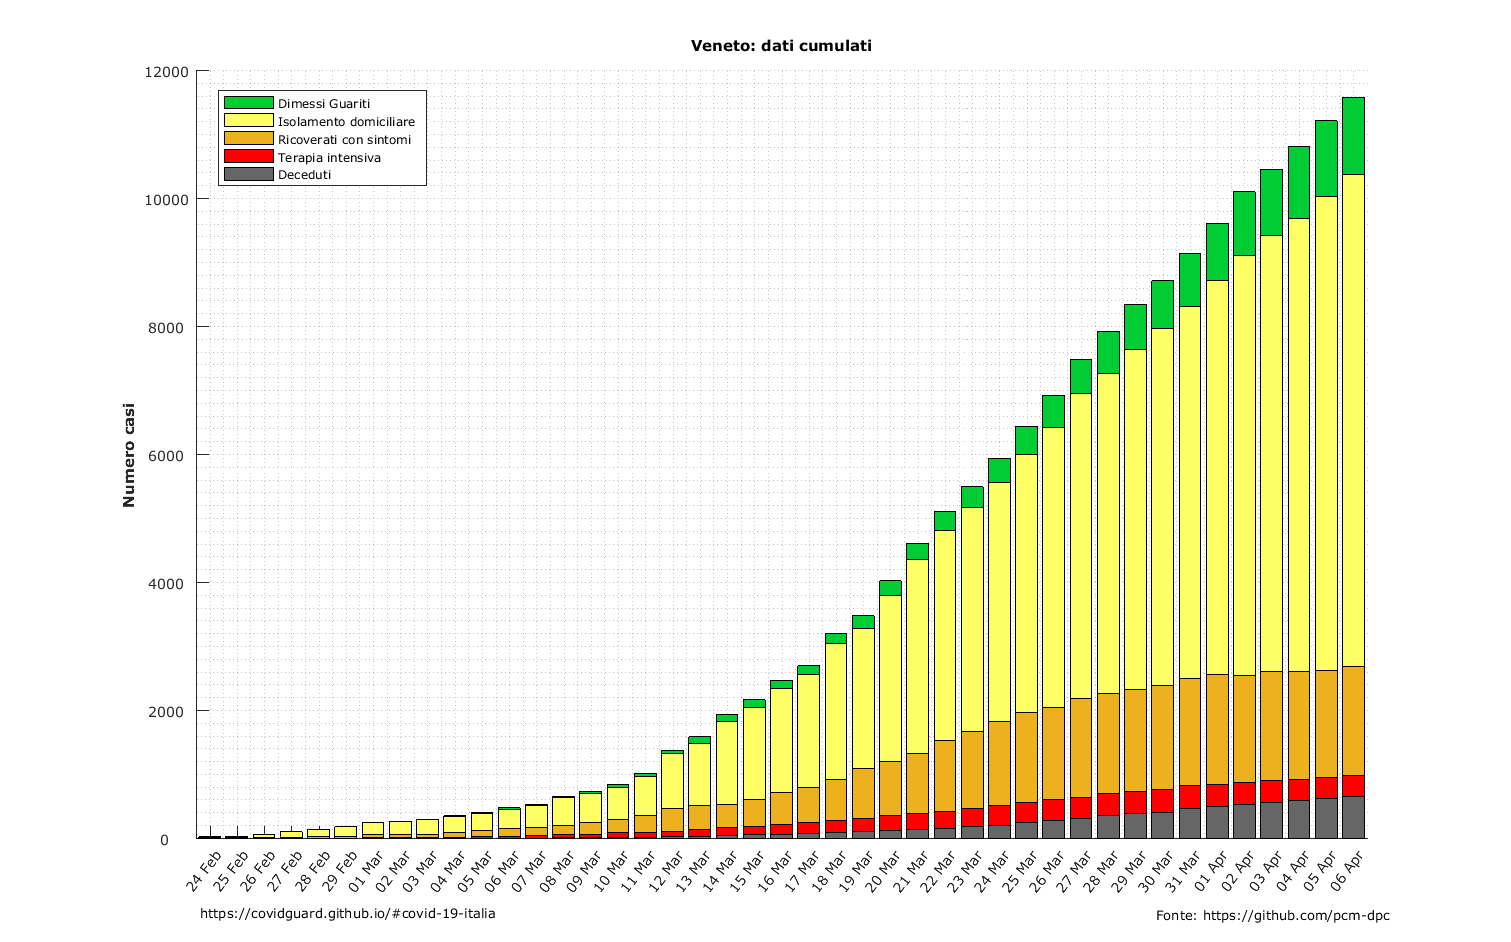 Veneto: dati cumulati
12000
10000
8000
6000
4000
2000
0
Numero casi
Dimessi Guariti
Isolamento domiciliare
Ricoverati con sintomi
Terapia intensiva
Deceduti
24 Feb
25 Feb
26 Feb
27 Feb
28 Feb
29 Feb
01 Mar
02 Mar
03 Mar
04 Mar
05 Mar
06 Mar
07 Mar
08 Mar
09 Mar
10 Mar
11 Mar
12 Mar
13 Mar
14 Mar
15 Mar
16 Mar
17 Mar
18 Mar
19 Mar
20 Mar
21 Mar
22 Mar
23 Mar
24 Mar
25 Mar
26 Mar
27 Mar
28 Mar
29 Mar
30 Mar
31 Mar
01 Apr
02 Apr
03 Apr
04 Apr
05 Apr
06 Apr
https://covidguard.github.io/#covid-19-italia
Fonte: https://github.com/pcm-dpc